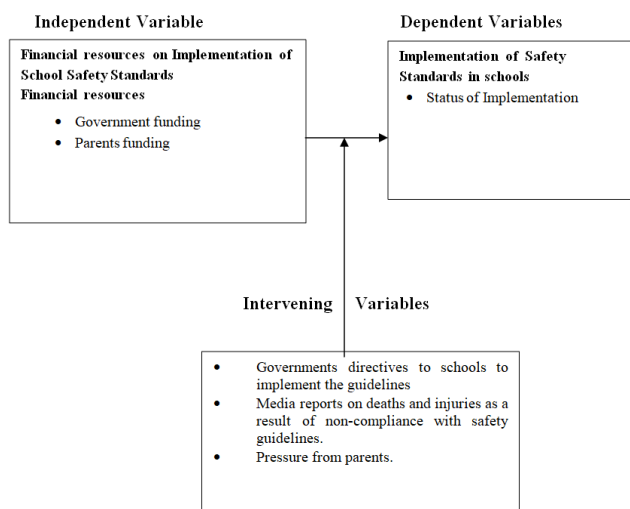 Independent Variable
Financial resources on Implementation of
School Safety Standards
Financial resources
• Government funding
• Parents funding
Dependent Variables
Implementation of Safety
Standards in schools
• Status of Implementation
Intervening Variables
• Governments directives to schools to
implement the guidelines
• Media reports on deaths and injuries as a
result of non-compliance with safety
guidelines.
• Pressure from parents.